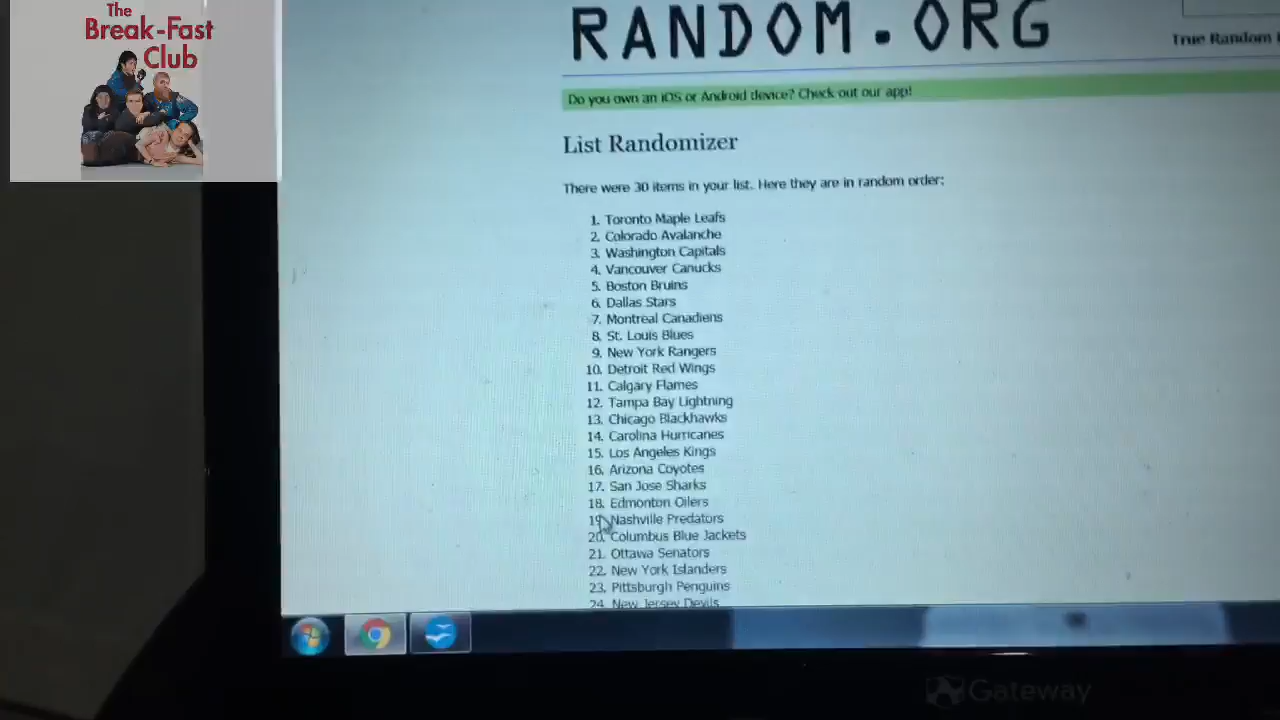 The
Break-Fast
Club
RANDOM.ORG
True Random
Do you own an iOS or Android device? Check out our app!
List Randomizer
There were 30 items in your list. Here they are in random order:
1. Toronto Maple Leafs
2. Colorado Avalanche
3. Washington Capitals
4. Vancouver Canucks
5. Boston Bruins
6. Dallas Stars
7. Montreal Canadiens
8. St. Louis Blues
9. New York Rangers
10. Detroit Red Wings
11. Calgary Flames
12. Tampa Bay Lightning
13. Chicago Blackhawks
14. Carolina Hurricanes
15. Los Angeles Kings
16. Arizona Coyotes
17. San Jose Sharks
18. Edmonton Oilers
19. Nashville Predators
20. Columbus Blue Jackets
21. Ottawa Senators
22. New York Islanders
23. Pittsburgh Penguins
24. New Jersey Devils
Gateway